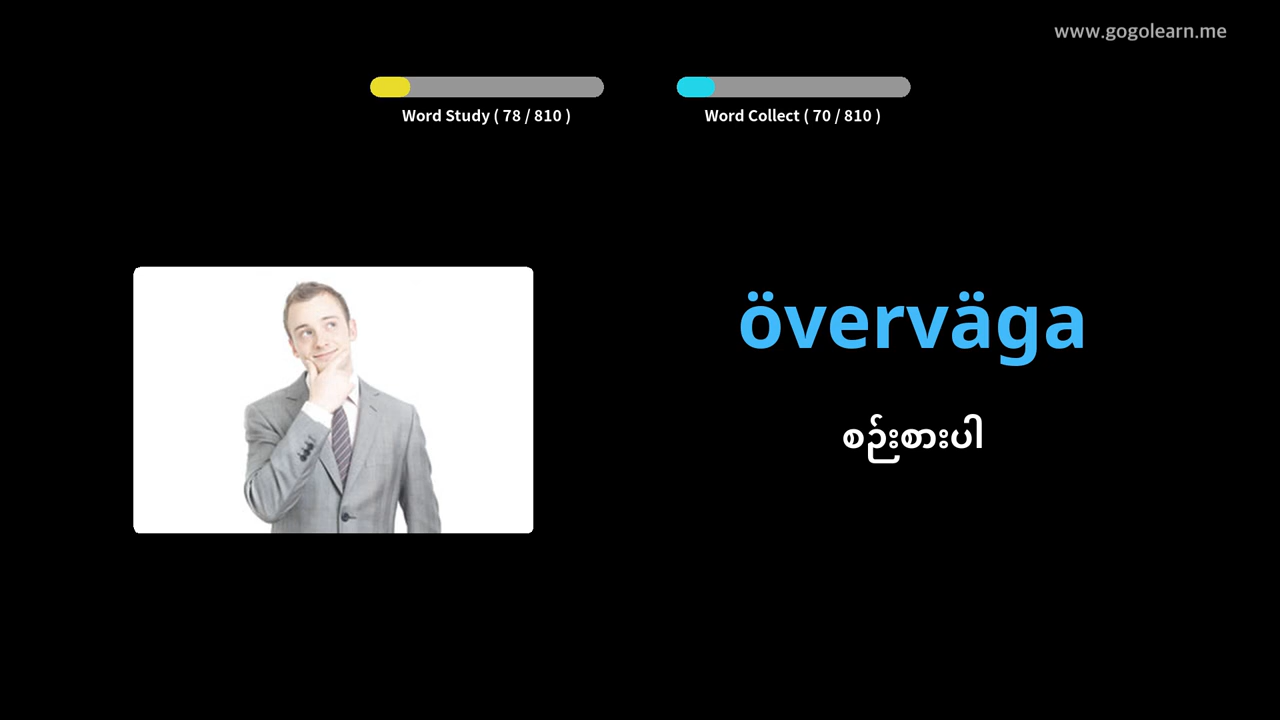 www.gogolearn.me
Word Study ( 78 / 810 )
Word Collect ( 70 / 810 )
överväga
စဉ်းစားပါ